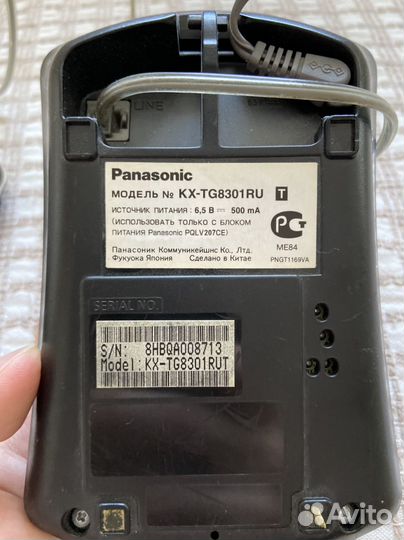 LINE
Panasonic
МОДЕЛЬ № KX-TG8301RU T
ИСТОЧНИК ПИТАНИЯ : 6,5 В ⎓ 500 mA
(ИСПОЛЬЗОВАТЬ ТОЛЬКО С БЛОКОМ
ПИТАНИЯ Panasonic PQLV207CE)
ME84
Панасоник Коммуникейшнс Ко., Лтд.
Фукуока Япония Сделано в Китае
PNGT1169VA
SERIAL NO.
S/N: 8HBQA008713
Model: KX-TG8301RUT
Avito